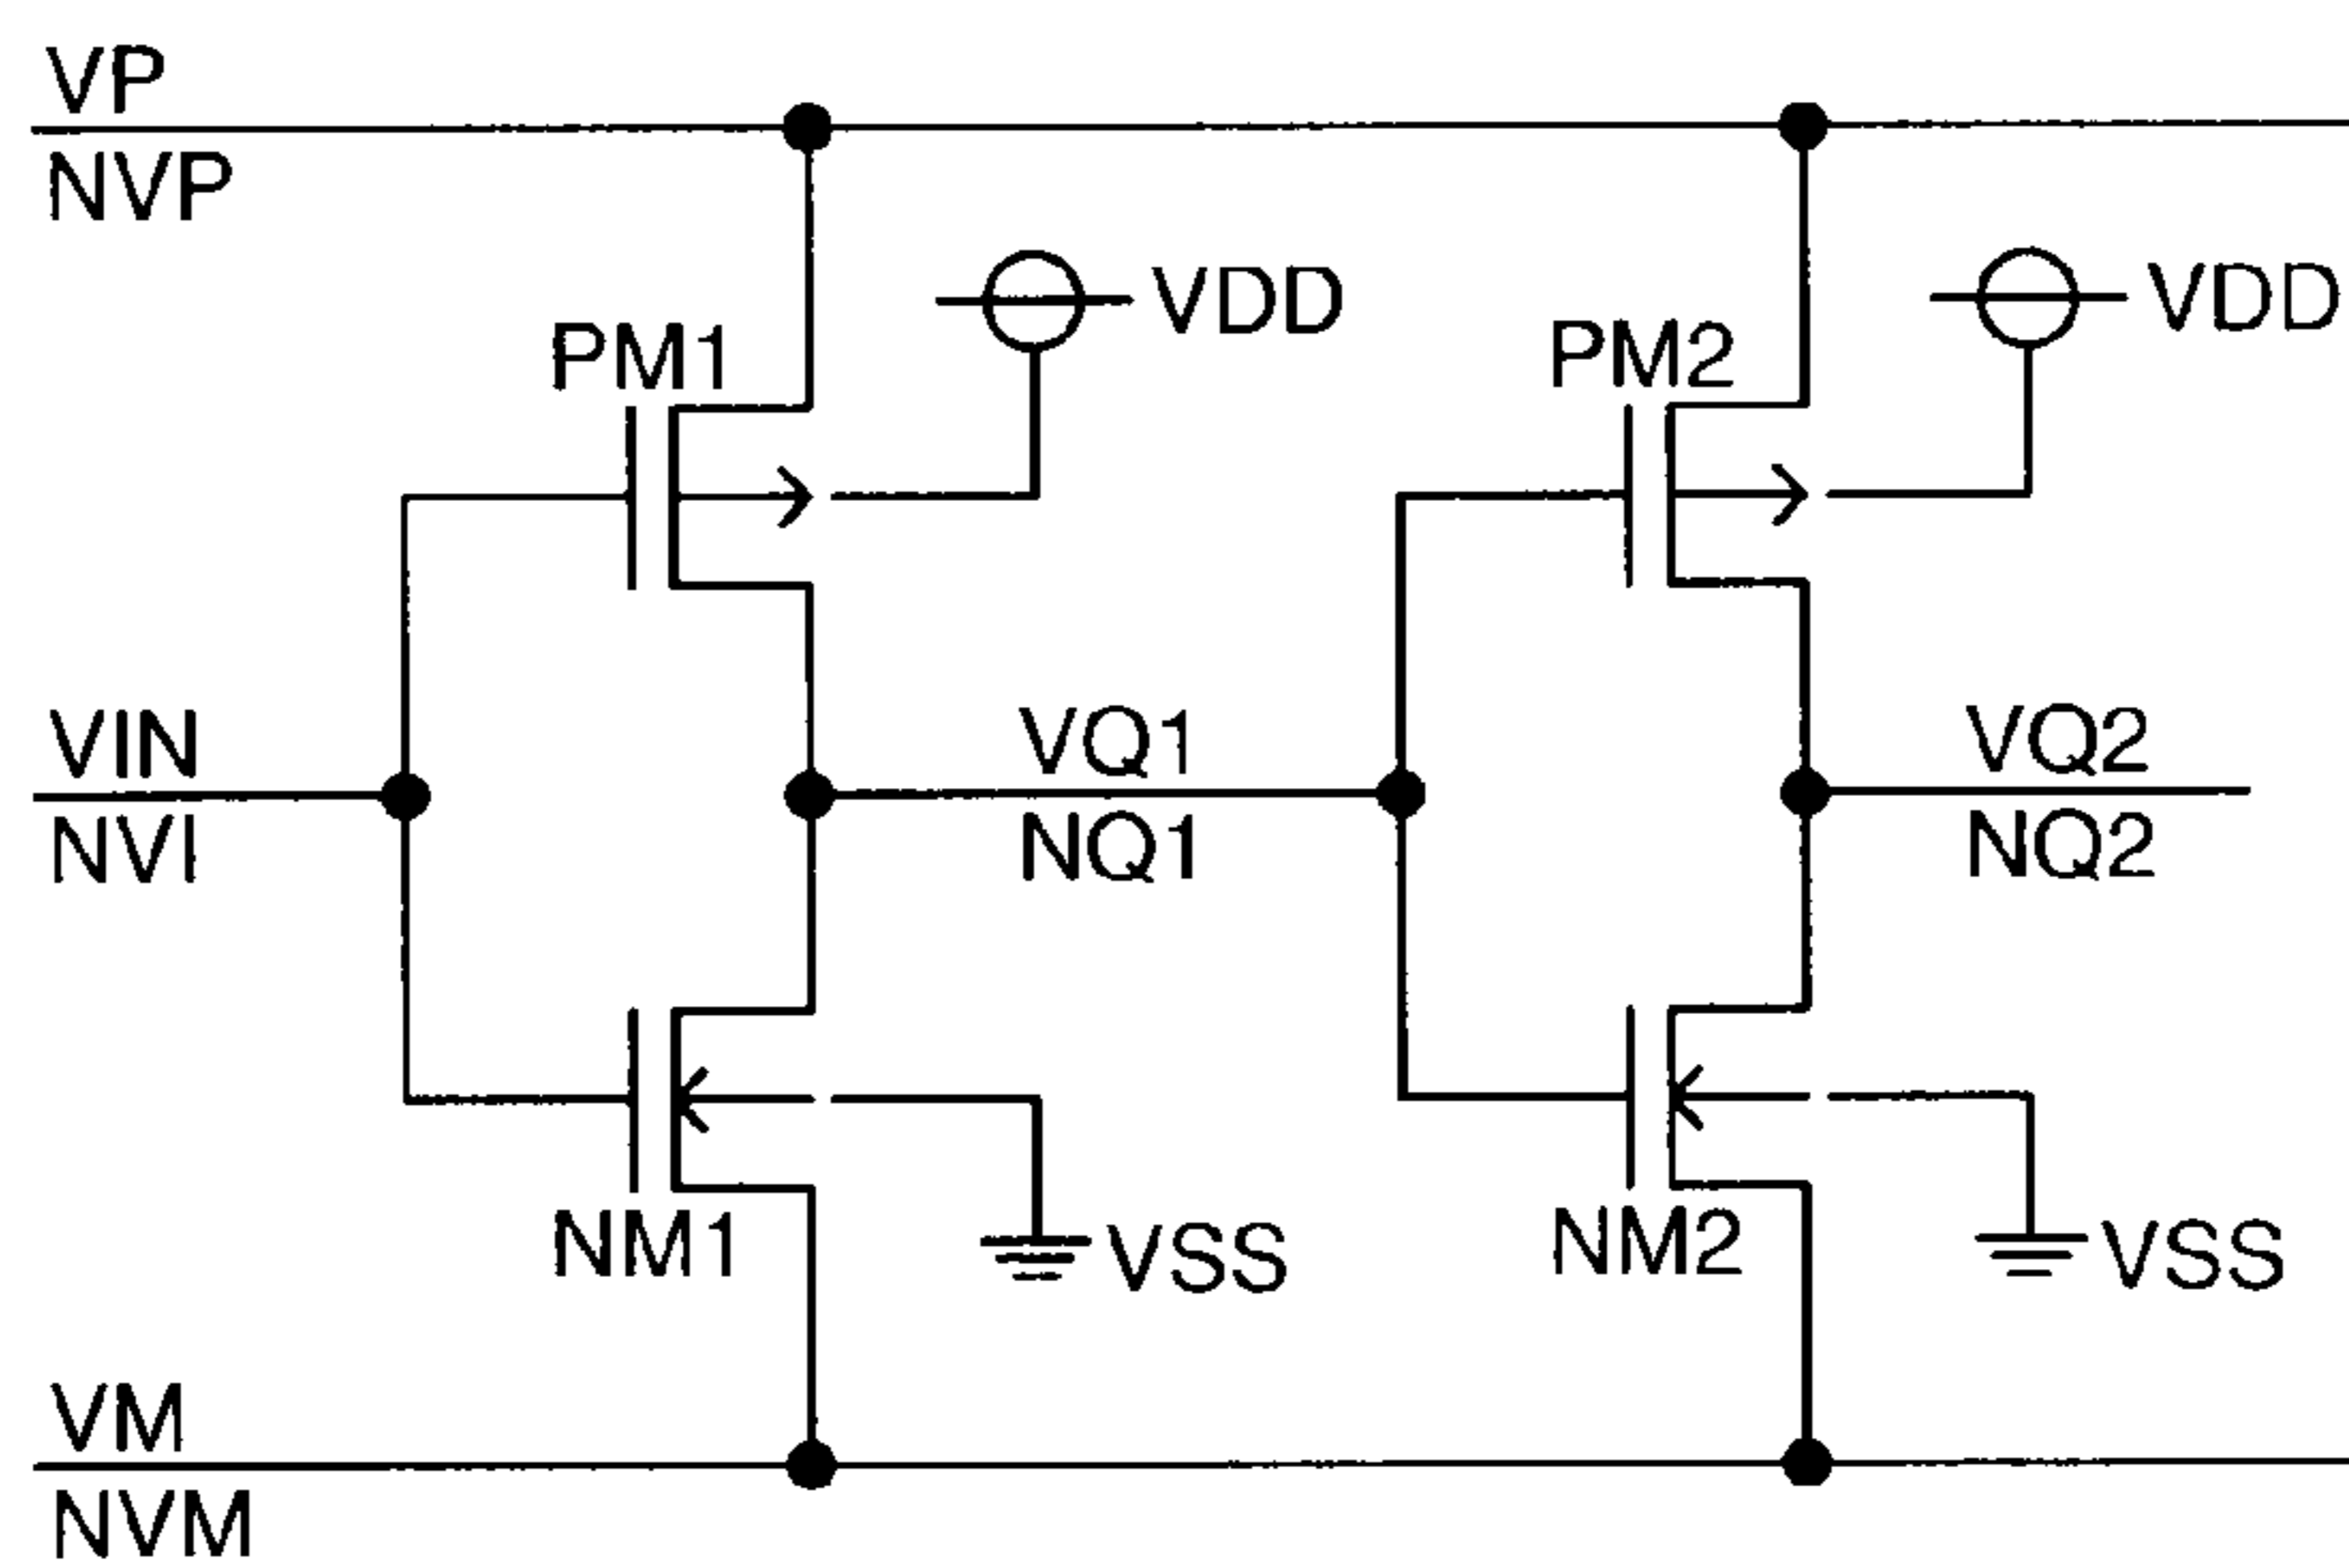 VP
NVP
VDD
VDD
PM1
PM2
VIN
NVI
VQ1
NQ1
VQ2
NQ2
NM1
VSS
NM2
VSS
VM
NVM